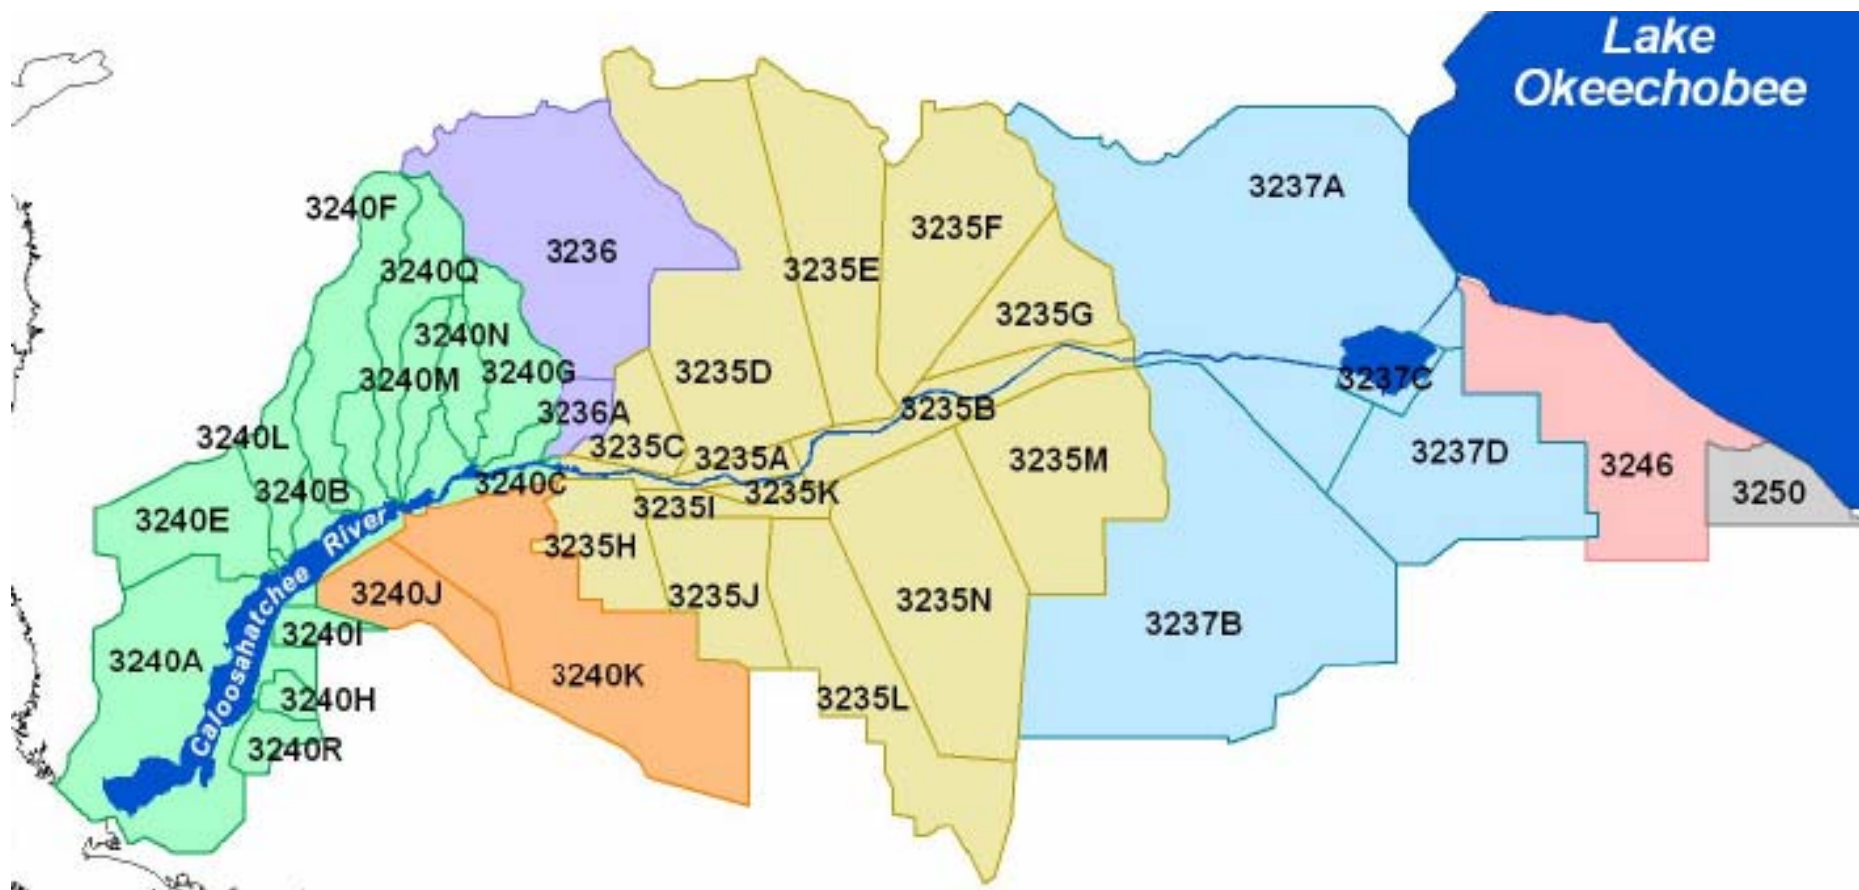 Lake
Okeechobee
3237A
3240F
3235F
3236
3240Q
3235E
3235G
3240N
3240G
3235D
3240M
3237C
3236A
3235B
3240L
3235C
3235A
3235M
3237D
3246
3240C
3240B
3235K
3250
3235I
3240E
Caloosahatchee River
3235H
3240J
3235J
3235N
3237B
3240I
3240A
3240K
3240H
3235L
3240R